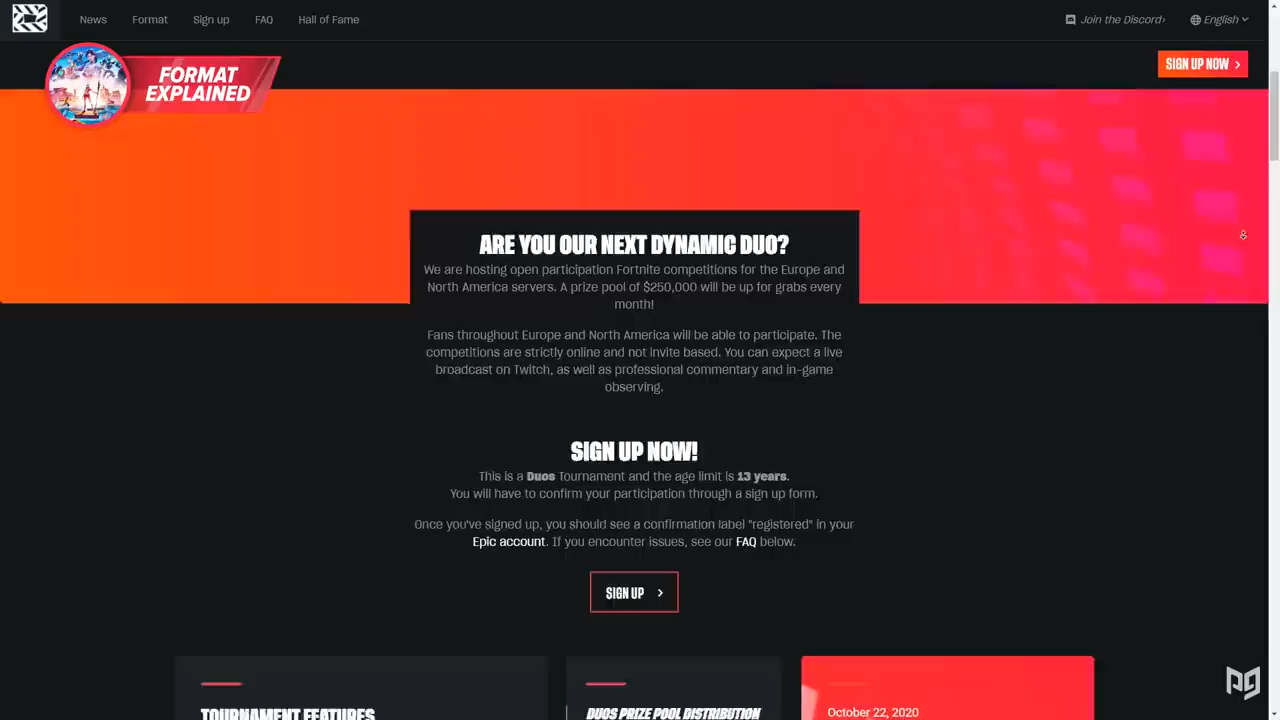 News
Format
Sign up
FAQ
Hall of Fame
Join the Discord›
English
FORMAT
EXPLAINED
SIGN UP NOW
ARE YOU OUR NEXT DYNAMIC DUO?
We are hosting open participation Fortnite competitions for the Europe and
North America servers. A prize pool of $250,000 will be up for grabs every
month!
Fans throughout Europe and North America will be able to participate. The
competitions are strictly online and not invite based. You can expect a live
broadcast on Twitch, as well as professional commentary and in-game
observing.
SIGN UP NOW!
This is a Duos Tournament and the age limit is 13 years.
You will have to confirm your participation through a sign up form.
Once you've signed up, you should see a confirmation label "registered" in your
Epic account. If you encounter issues, see our FAQ below.
SIGN UP
TOURNAMENT FEATURES
DUOS PRIZE POOL DISTRIBUTION
October 22, 2020
PG